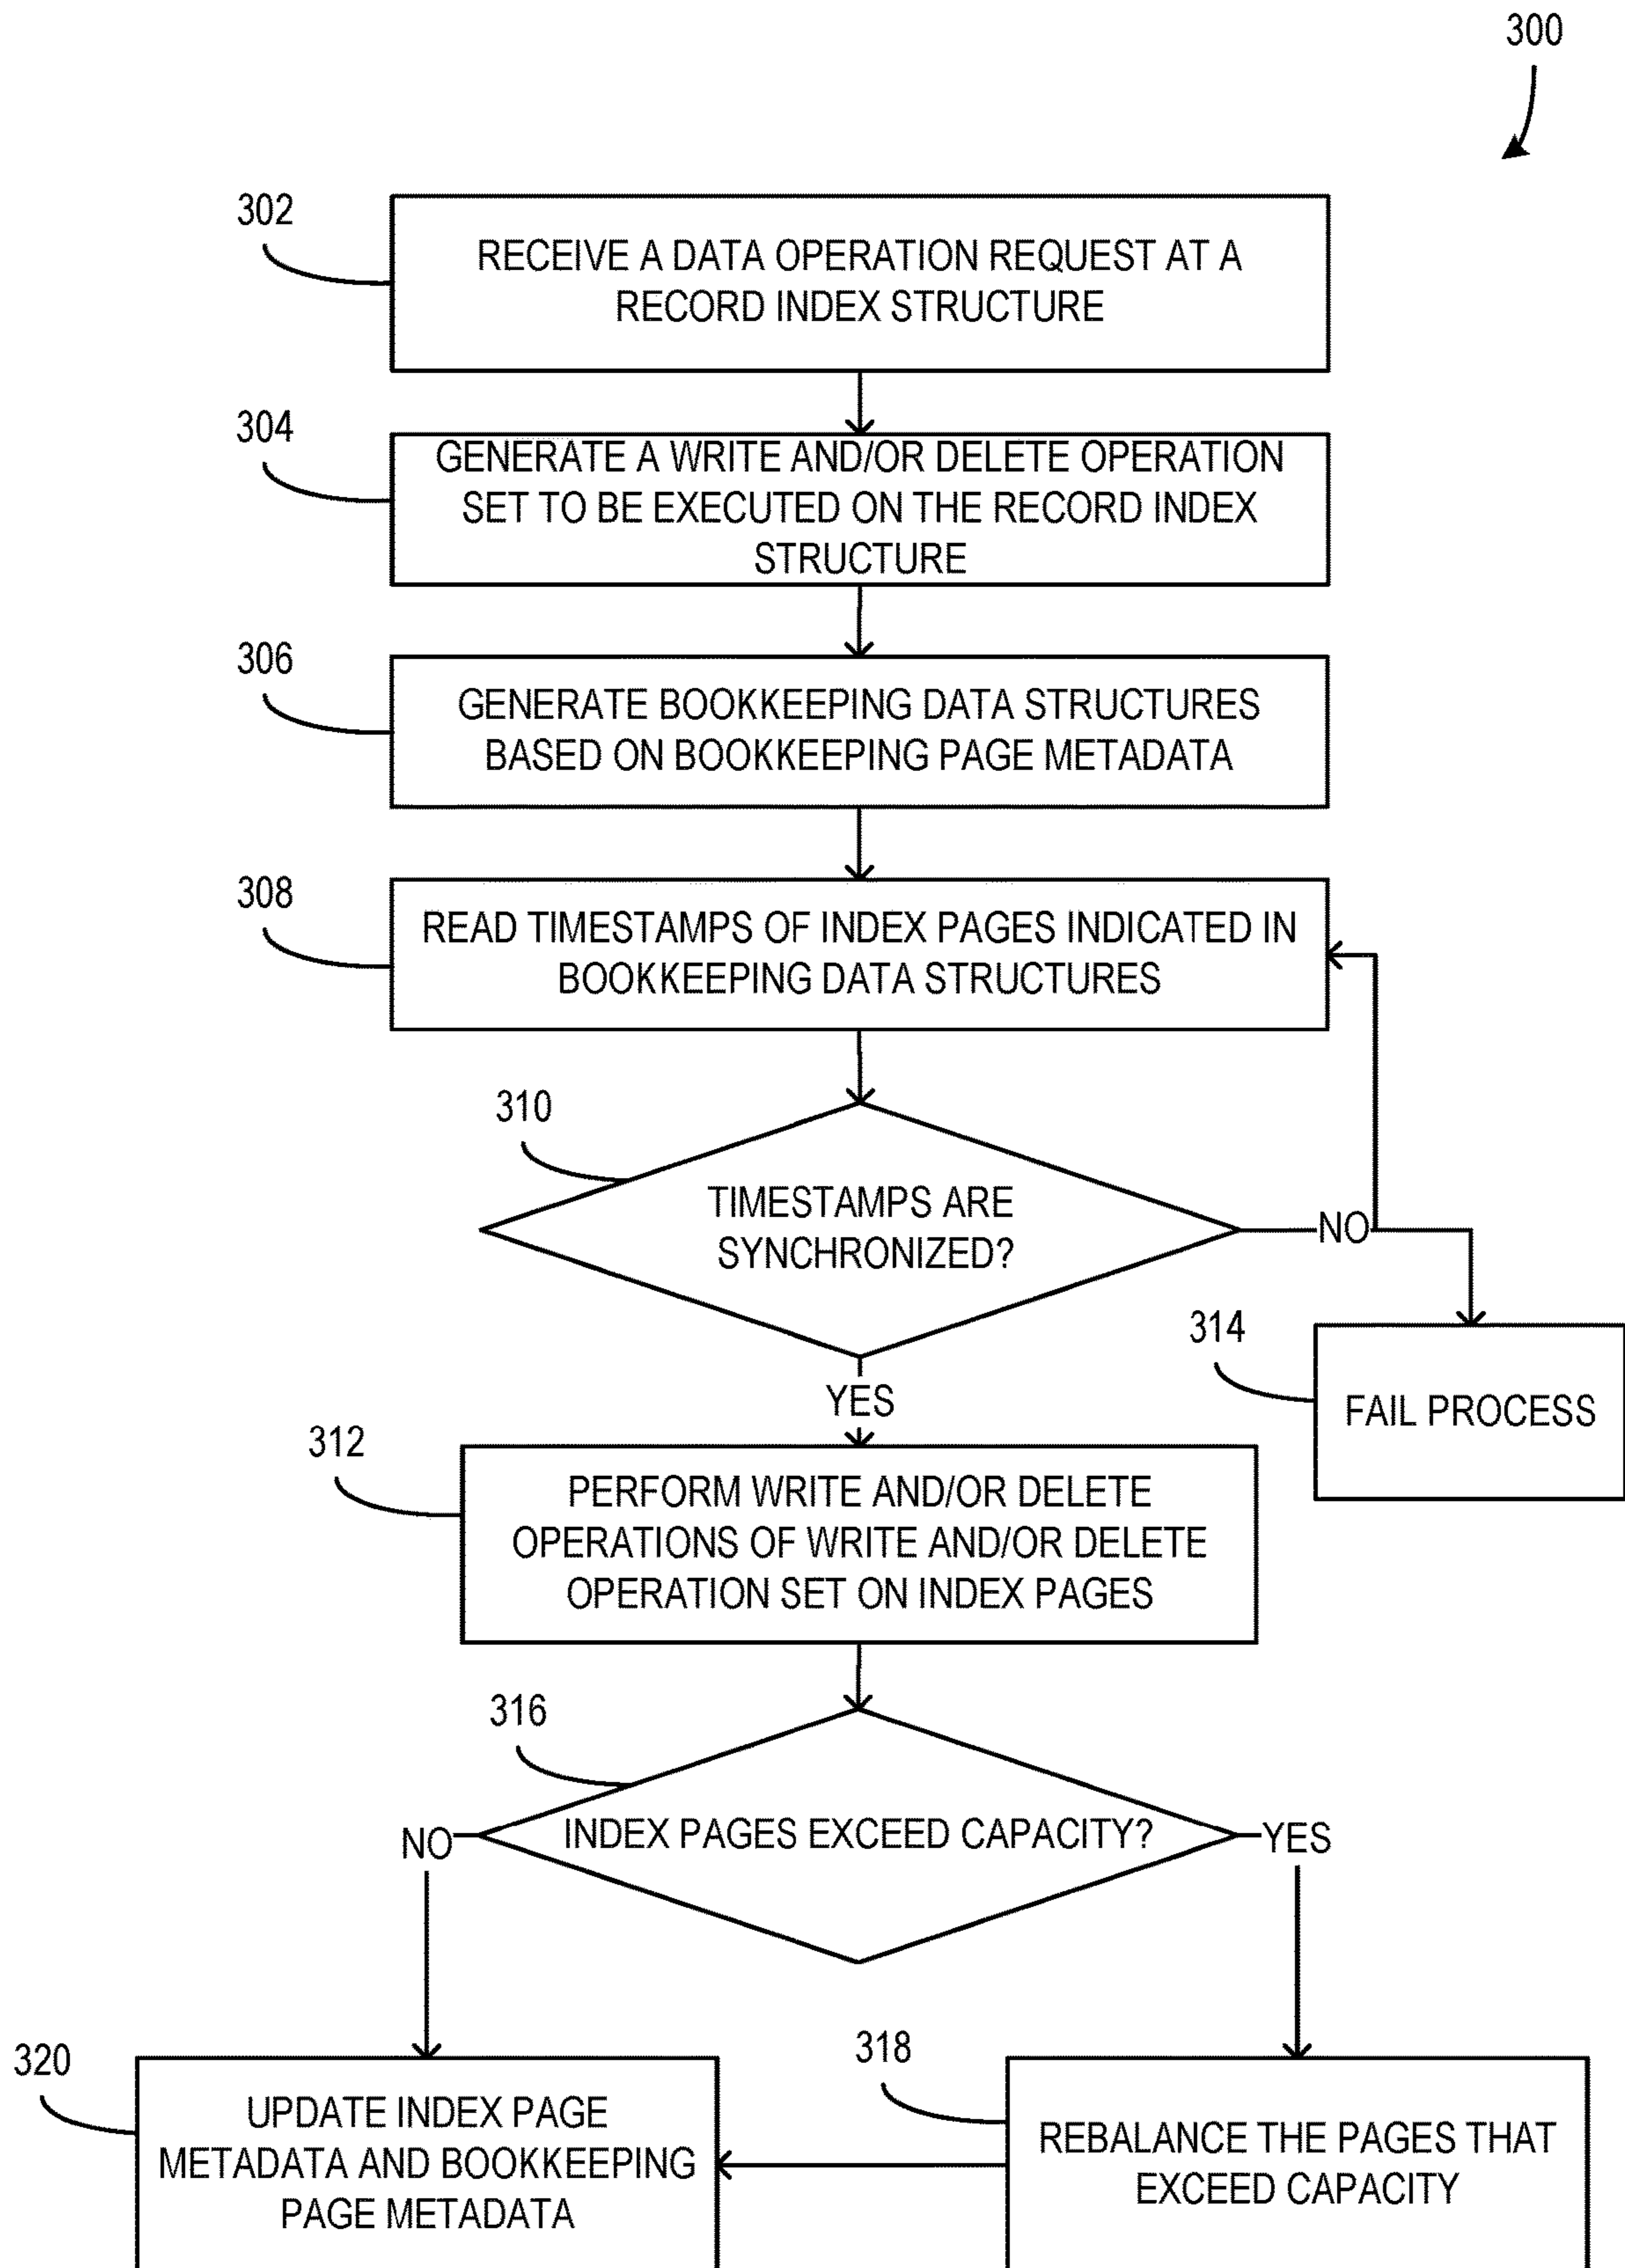 300
302
RECEIVE A DATA OPERATION REQUEST AT A
RECORD INDEX STRUCTURE
304
GENERATE A WRITE AND/OR DELETE OPERATION
SET TO BE EXECUTED ON THE RECORD INDEX
STRUCTURE
306
GENERATE BOOKKEEPING DATA STRUCTURES
BASED ON BOOKKEEPING PAGE METADATA
308
READ TIMESTAMPS OF INDEX PAGES INDICATED IN
BOOKKEEPING DATA STRUCTURES
310
TIMESTAMPS ARE
SYNCHRONIZED?
NO
314
FAIL PROCESS
YES
312
PERFORM WRITE AND/OR DELETE
OPERATIONS OF WRITE AND/OR DELETE
OPERATION SET ON INDEX PAGES
316
INDEX PAGES EXCEED CAPACITY?
NO
YES
320
UPDATE INDEX PAGE
METADATA AND BOOKKEEPING
PAGE METADATA
318
REBALANCE THE PAGES THAT
EXCEED CAPACITY